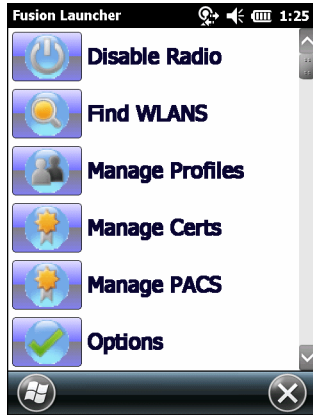 Fusion Launcher 1:25
Disable Radio
Find WLANS
Manage Profiles
Manage Certs
Manage PACS
Options